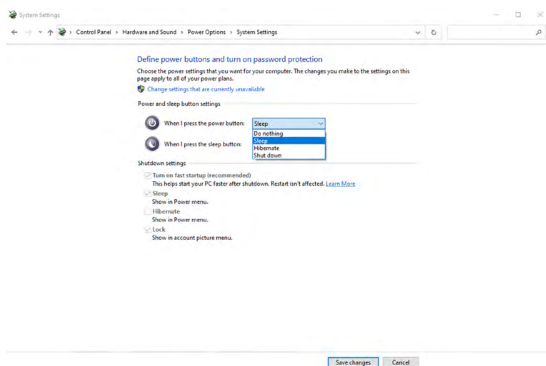 System Settings
Control Panel > Hardware and Sound > Power Options > System Settings
Define power buttons and turn on password protection
Choose the power settings that you want for your computer. The changes you make to the settings on this
page apply to all of your power plans.
Change settings that are currently unavailable
Power and sleep button settings
When I press the power button: Sleep
Do nothing
Sleep
Hibernate
Shut down
When I press the sleep button:
Shutdown settings
Turn on fast startup (recommended)
This helps start your PC faster after shutdown. Restart isn't affected. Learn More
Sleep
Show in Power menu.
Hibernate
Show in Power menu.
Lock
Show in account picture menu.
Save changes Cancel